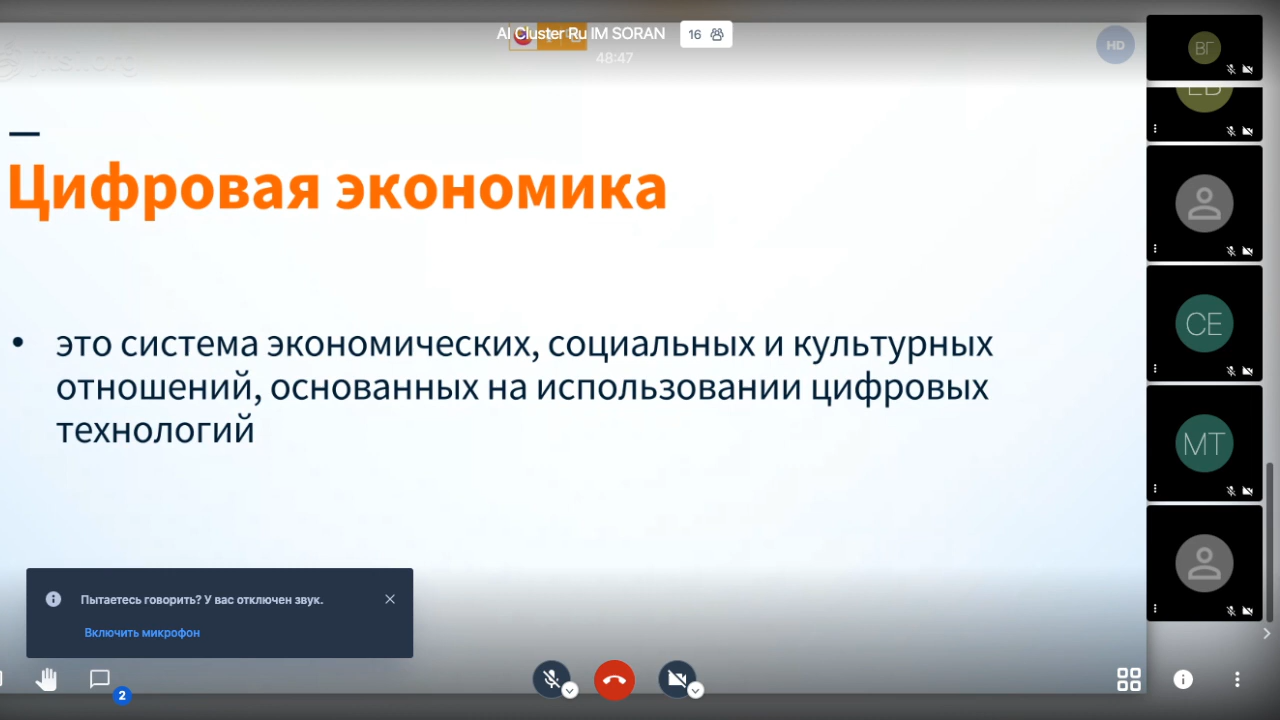 AI Cluster Ru IM SORAN
16
48:47
HD
ВГ
Цифровая экономика
• это система экономических, социальных и культурных
отношений, основанных на использовании цифровых
технологий
СЕ
МТ
Пытаетесь говорить? У вас отключен звук.
Включить микрофон
2